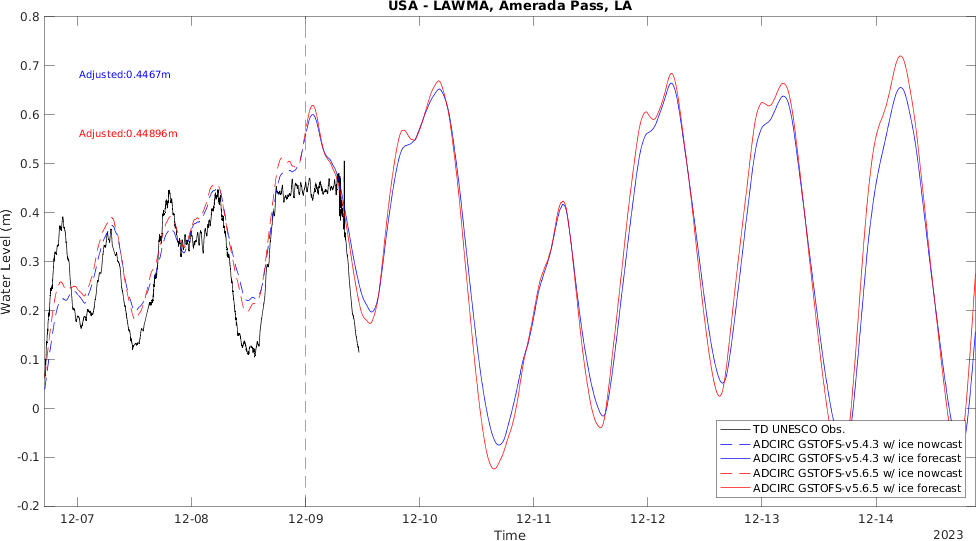 USA - LAWMA, Amerada Pass, LA
0.8
0.7
0.6
0.5
0.4
0.3
0.2
0.1
0
-0.1
-0.2
Water Level (m)
Adjusted:0.4467m
Adjusted:0.44896m
TD UNESCO Obs.
ADCIRC GSTOFS-v5.4.3 w/ ice nowcast
ADCIRC GSTOFS-v5.4.3 w/ ice forecast
ADCIRC GSTOFS-v5.6.5 w/ ice nowcast
ADCIRC GSTOFS-v5.6.5 w/ ice forecast
12-07 12-08 12-09 12-10 12-11 12-12 12-13 12-14
Time
2023